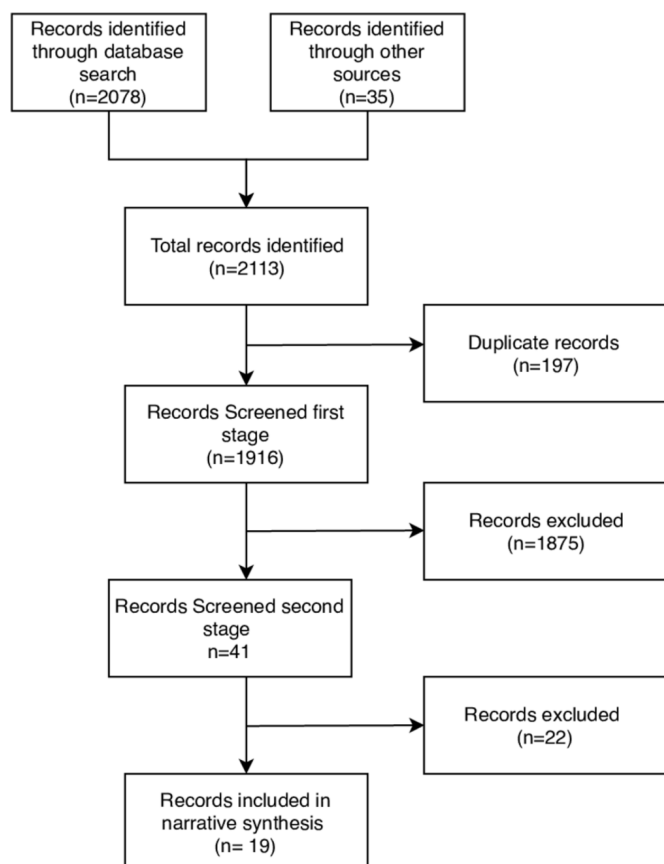 Records identified
through database
search
(n=2078)
Records identified
through other
sources
(n=35)
Total records identified
(n=2113)
Duplicate records
(n=197)
Records Screened first
stage
(n=1916)
Records excluded
(n=1875)
Records Screened second
stage
n=41
Records excluded
(n=22)
Records included in
narrative synthesis
(n= 19)